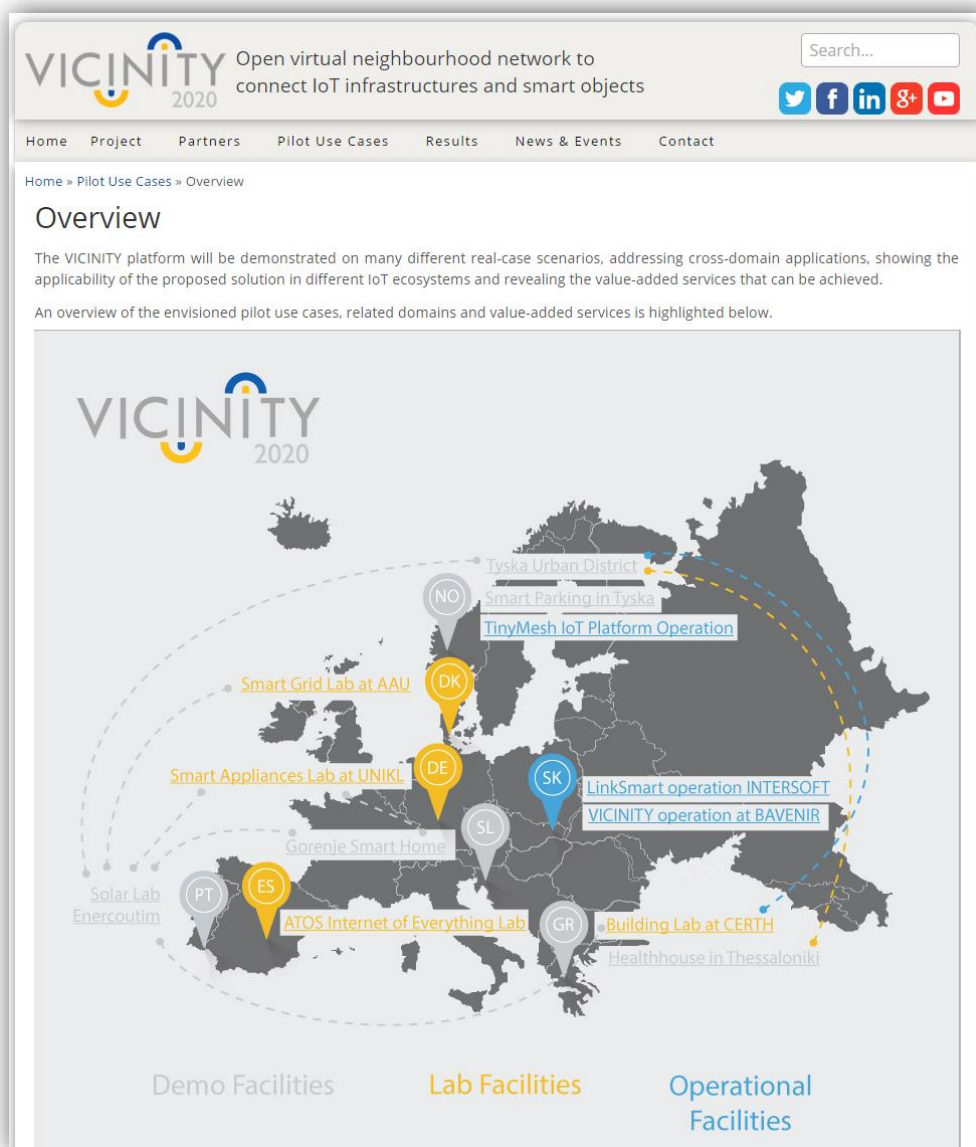 VICINITY
2020
Open virtual neighbourhood network to
connect IoT infrastructures and smart objects
Search...
Home Project Partners Pilot Use Cases Results News & Events Contact
Home » Pilot Use Cases » Overview
Overview
The VICINITY platform will be demonstrated on many different real-case scenarios, addressing cross-domain applications, showing the
applicability of the proposed solution in different IoT ecosystems and revealing the value-added services that can be achieved.
An overview of the envisioned pilot use cases, related domains and value-added services is highlighted below.
VICINITY
2020
Tyska Urban District
NO
Smart Parking in Tyska
TinyMesh IoT Platform Operation
Smart Grid Lab at AAU
DK
Smart Appliances Lab at UNIKL
DE
SK
LinkSmart operation INTERSOFT
VICINITY operation at BAVENIR
SL
Gorenje Smart Home
Solar Lab
Enercoutim
PT
ES
ATOS Internet of Everything Lab
GR
Building Lab at CERTH
Healthhouse in Thessaloniki
Demo Facilities
Lab Facilities
Operational
Facilities